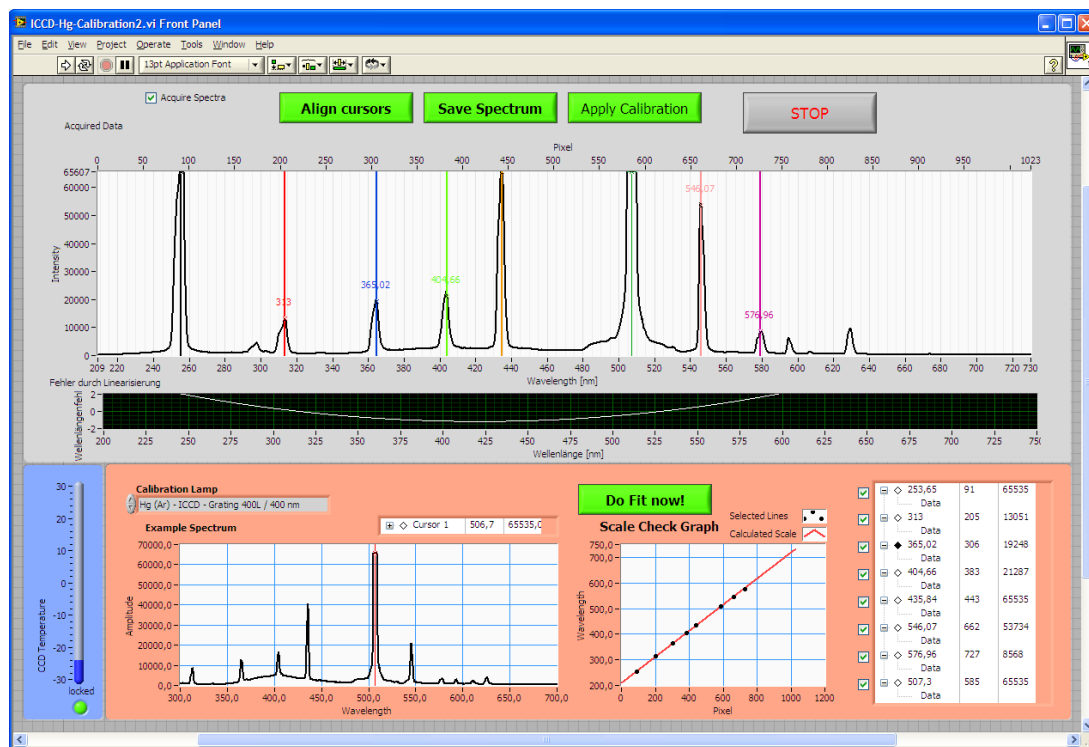 ICCD-Hg-Calibration2.vi Front Panel
File Edit View Project Operate Tools Window Help
13pt Application Font
Acquire Spectra
Align cursors
Save Spectrum
Apply Calibration
STOP
Acquired Data
Pixel
0 50 100 150 200 250 300 350 400 450 500 550 600 650 700 750 800 850 900 950 1023
65607
60000
50000
40000
30000
20000
10000
0
Intensity
313
365,02
404,66
546,07
576,96
209 220 240 260 280 300 320 340 360 380 400 420 440 460 480 500 520 540 560 580 600 620 640 660 680 700 720 730
Wavelength [nm]
Fehler durch Linearisierung
Wellenlängenfehl
2
0
-2
200 225 250 275 300 325 350 375 400 425 450 475 500 525 550 575 600 625 650 675 700 725 750
Wellenlänge [nm]
CCD Temperature
30
20
10
0
-10
-20
-30
locked
Calibration Lamp
Hg (Ar) - ICCD - Grating 400L / 400 nm
Example Spectrum
Cursor 1 506,7 65535,0
Amplitude
70000,0
60000,0
50000,0
40000,0
30000,0
20000,0
10000,0
0,0
300,0 350,0 400,0 450,0 500,0 550,0 600,0 650,0 700,0
Wavelength
Do Fit now!
Scale Check Graph
Selected Lines
Calculated Scale
Wavelength
750,0
700,0
600,0
500,0
400,0
300,0
200,0
0 200 400 600 800 1000 1200
Pixel
253,65 91 65535
Data
313 205 13051
Data
365,02 306 19248
Data
404,66 383 21287
Data
435,84 443 65535
Data
546,07 662 53734
Data
576,96 727 8568
Data
507,3 585 65535
Data